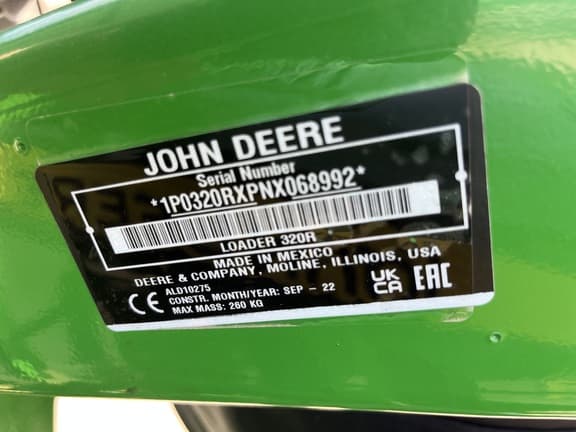 JOHN DEERE
Serial Number
*1P0320RXPNX068992*
LOADER 320R
MADE IN MEXICO
DEERE & COMPANY, MOLINE, ILLINOIS, USA
ALD10275
CONSTR. MONTH/YEAR: SEP - 22
MAX MASS: 260 KG
CE
UK
CA
EAC